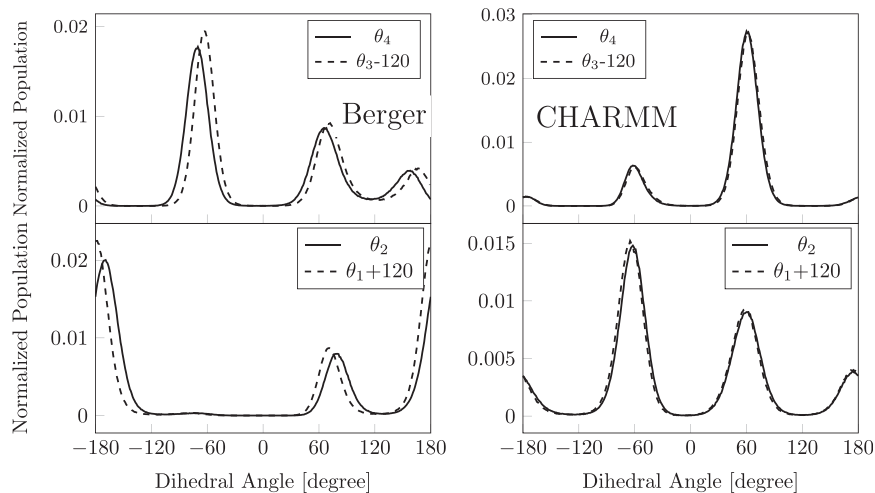 0.02
0.01
0
Normalized Population
θ4
θ3-120
Berger
0.03
0.02
0.01
0
θ4
θ3-120
CHARMM
0.02
0.01
0
Normalized Population
θ2
θ1+120
−180 −120 −60 0 60 120 180
Dihedral Angle [degree]
0.015
0.01
0.005
0
θ2
θ1+120
−180 −120 −60 0 60 120 180
Dihedral Angle [degree]